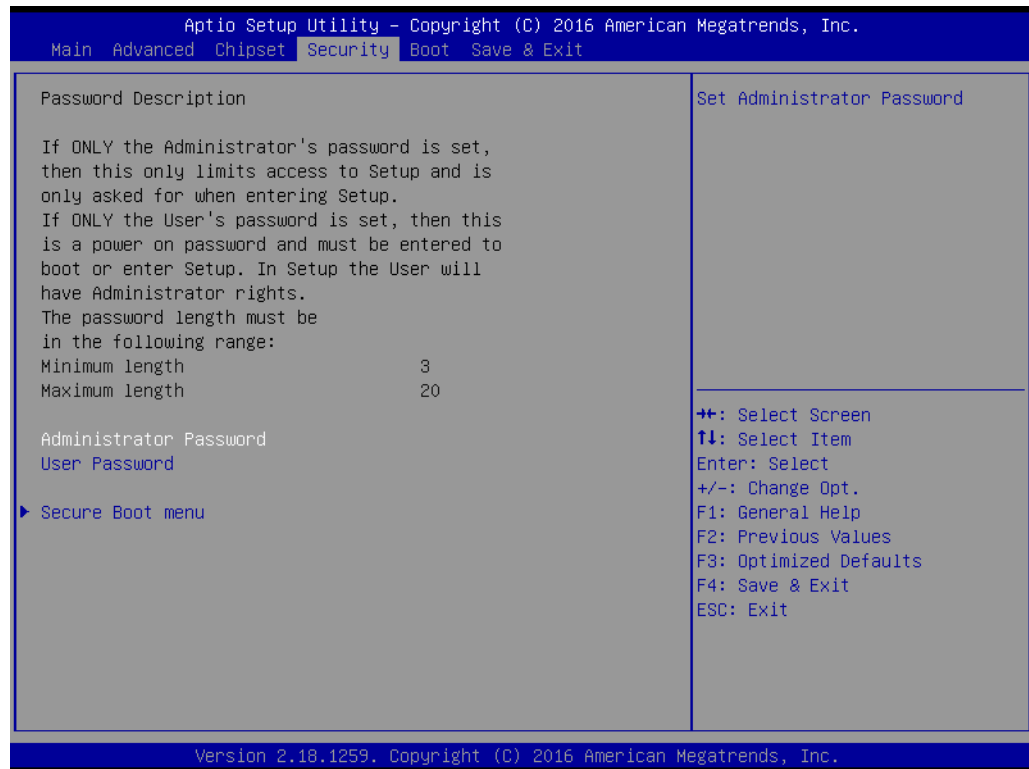 Aptio Setup Utility – Copyright (C) 2016 American Megatrends, Inc.
Main Advanced Chipset Security Boot Save & Exit
Password Description
If ONLY the Administrator's password is set,
then this only limits access to Setup and is
only asked for when entering Setup.
If ONLY the User's password is set, then this
is a power on password and must be entered to
boot or enter Setup. In Setup the User will
have Administrator rights.
The password length must be
in the following range:
Minimum length 3
Maximum length 20
Administrator Password
User Password
Secure Boot menu
Set Administrator Password
→←: Select Screen
↑↓: Select Item
Enter: Select
+/-: Change Opt.
F1: General Help
F2: Previous Values
F3: Optimized Defaults
F4: Save & Exit
ESC: Exit
Version 2.18.1259. Copyright (C) 2016 American Megatrends, Inc.